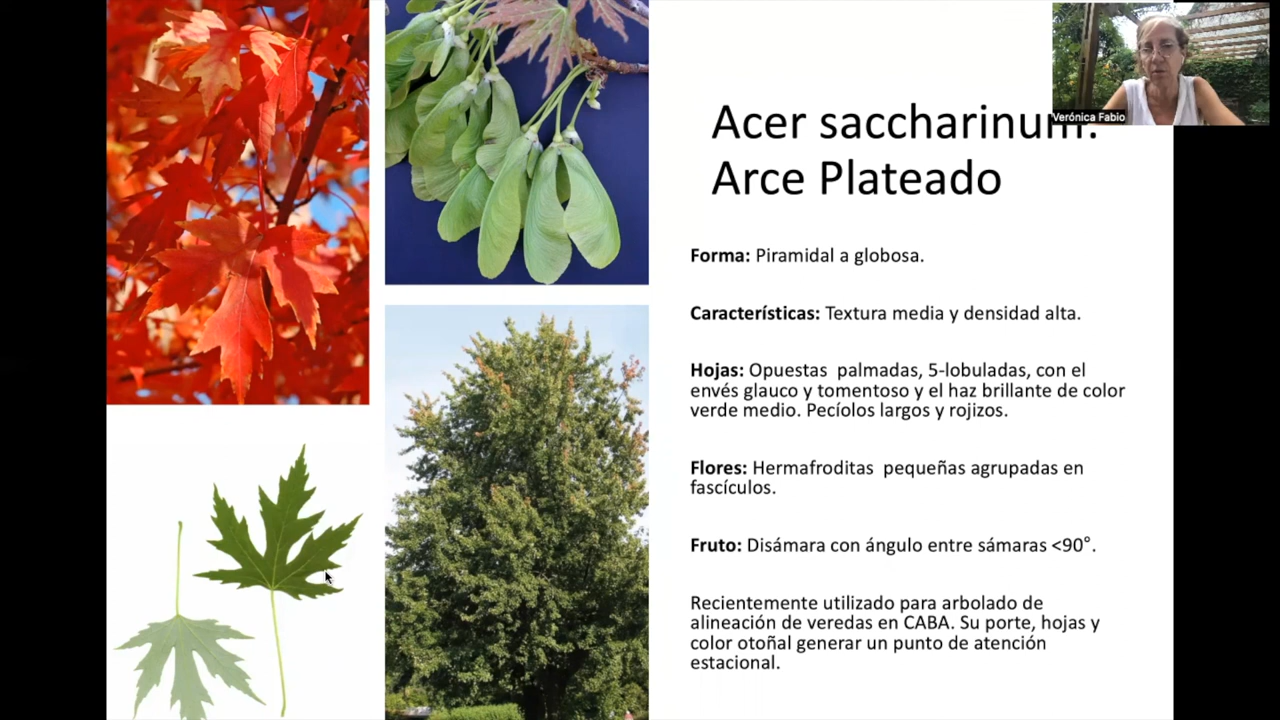 Acer saccharinum:
Arce Plateado
Verónica Fabio
Forma: Piramidal a globosa.
Características: Textura media y densidad alta.
Hojas: Opuestas  palmadas, 5-lobuladas, con el
envés glauco y tomentoso y el haz brillante de color
verde medio. Pecíolos largos y rojizos.
Flores: Hermafroditas  pequeñas agrupadas en
fascículos.
Fruto: Disámara con ángulo entre sámaras <90°.
Recientemente utilizado para arbolado de
alineación de veredas en CABA. Su porte, hojas y
color otoñal generar un punto de atención
estacional.